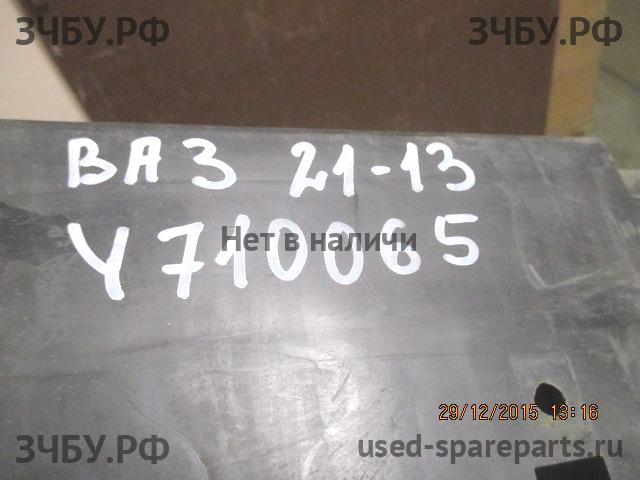 ЗЧБУ.РФ ЗЧБУ.РФ
ВАЗ 21-13
У710065
Нет в наличи
29/12/2015 13:16
ЗЧБУ.РФ used-spareparts.ru